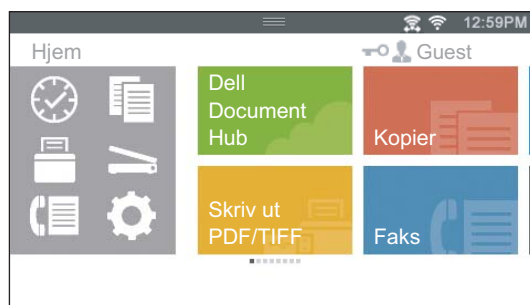 12:59PM
Hjem
Guest
Dell
Document
Hub
Kopier
Skriv ut
PDF/TIFF
Faks